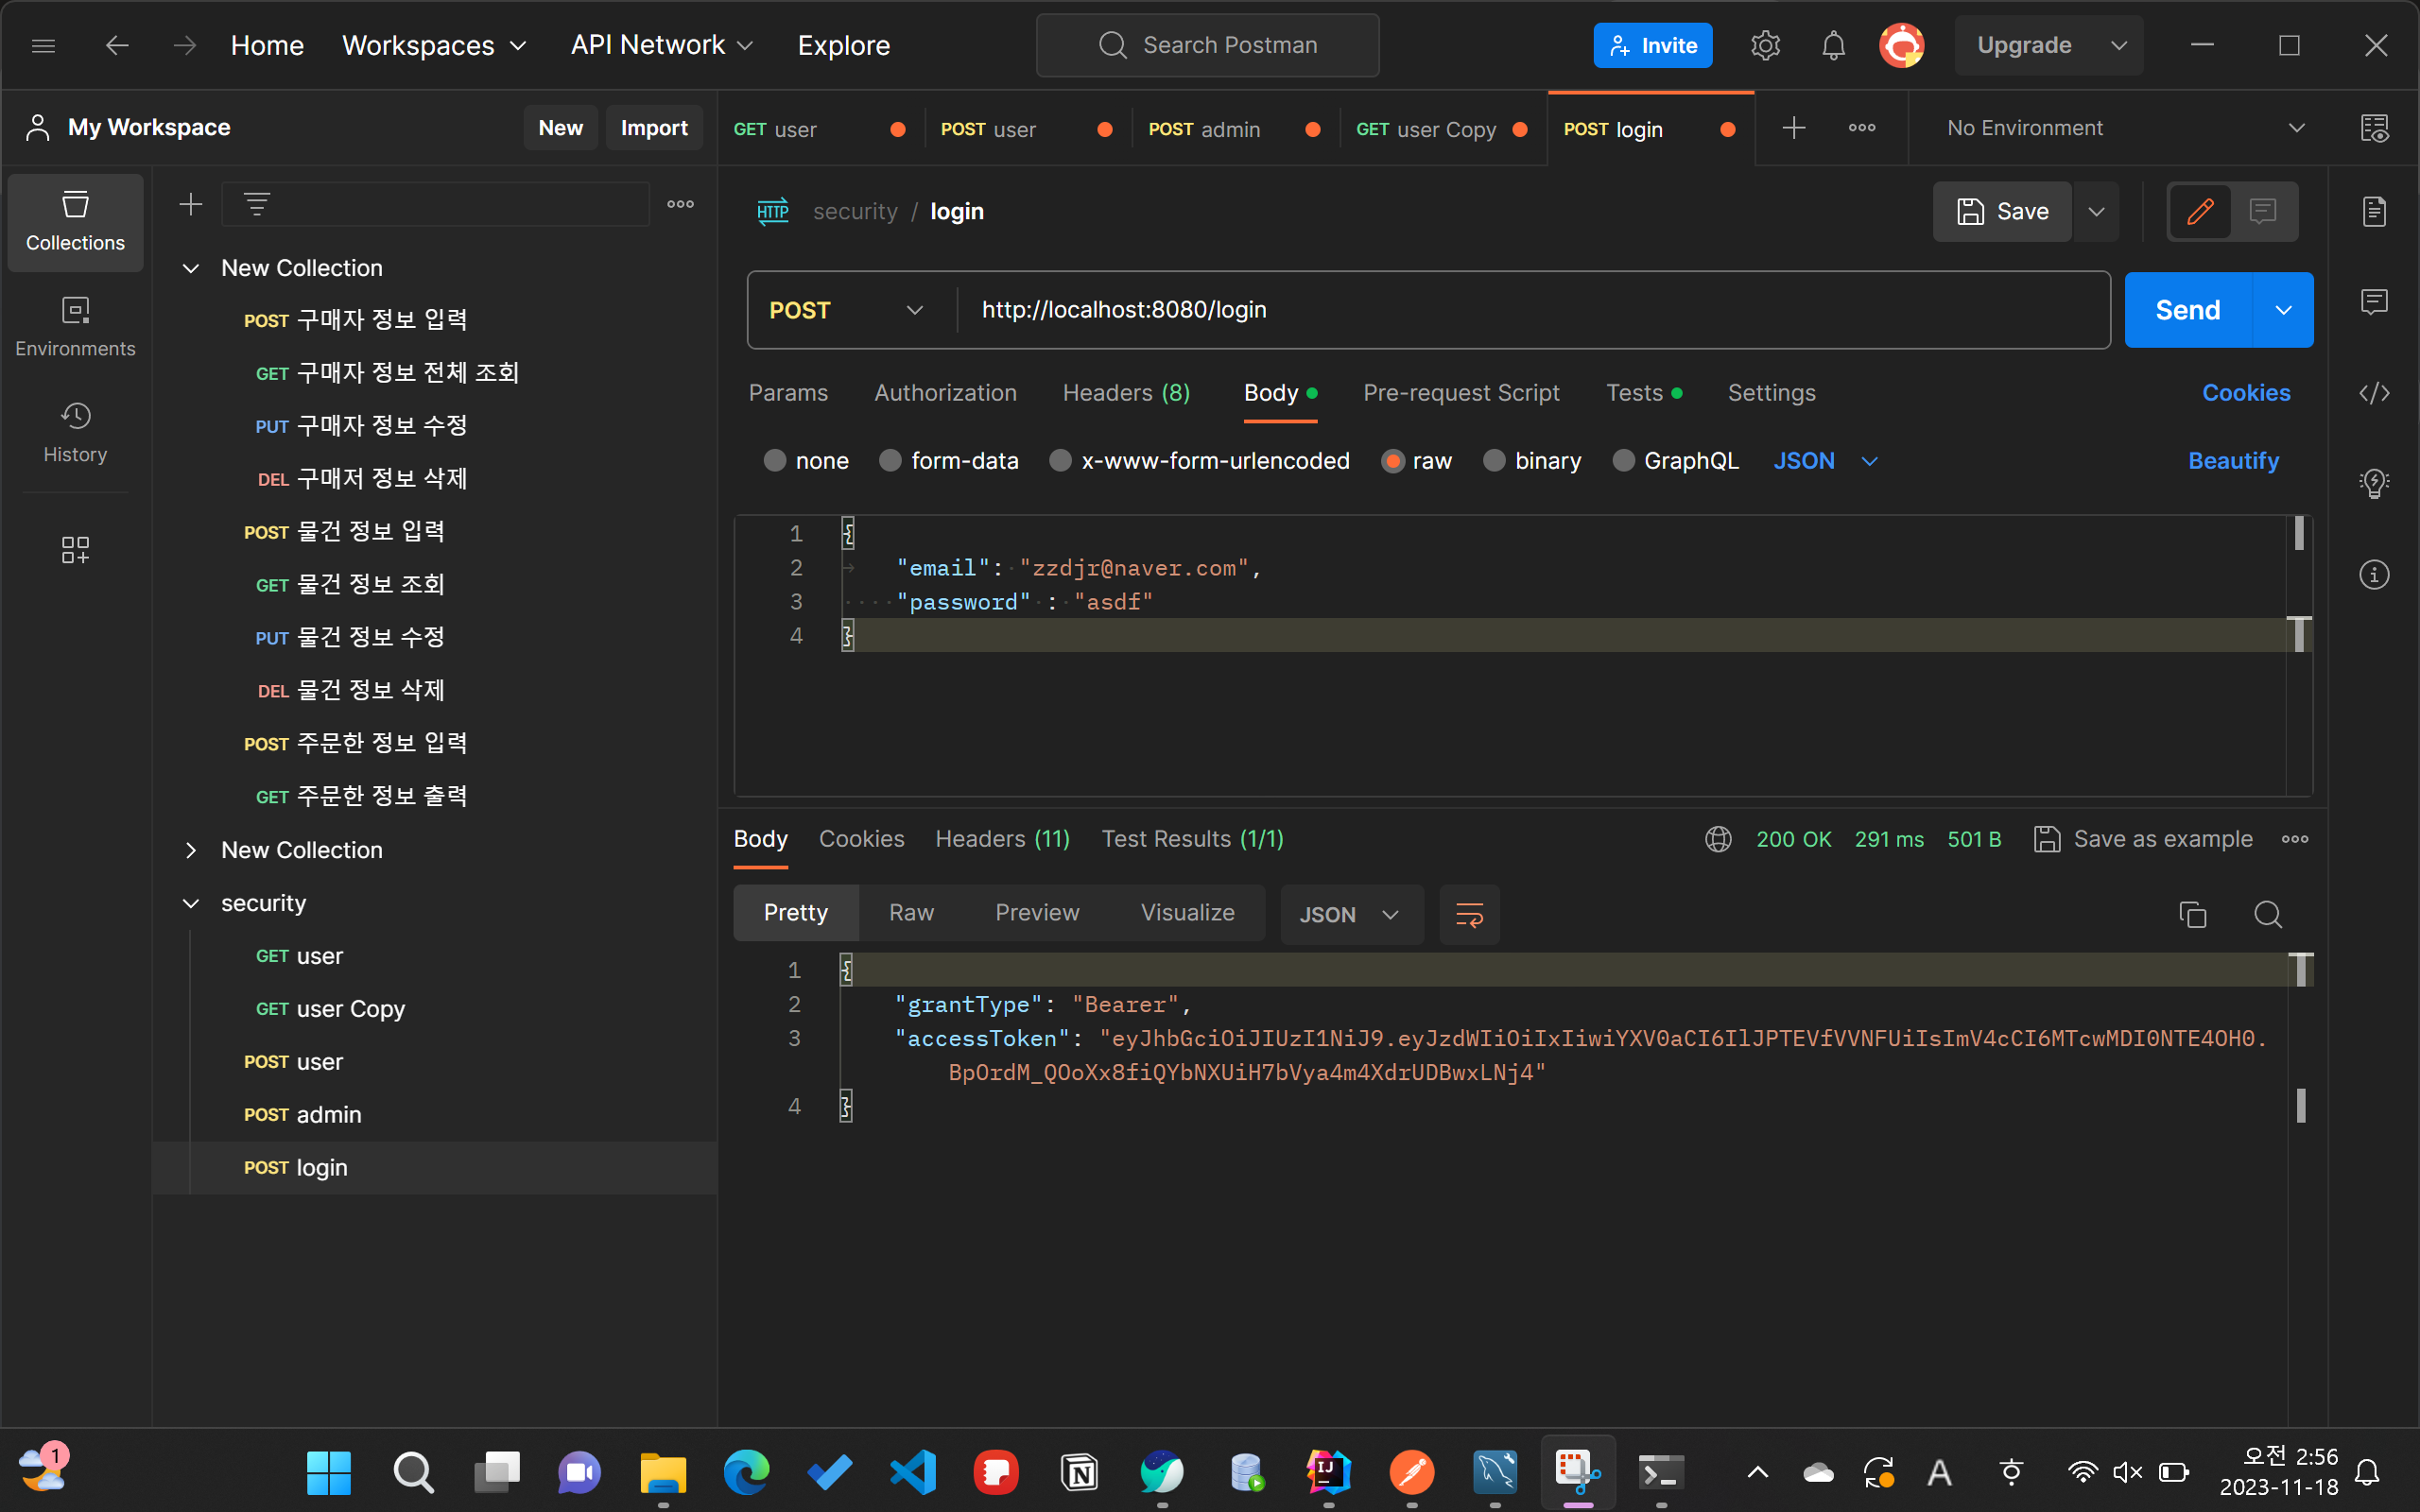 Home Workspaces API Network Explore Search Postman Invite Upgrade
My Workspace New Import
GET user POST user POST admin GET user Copy POST login No Environment
Collections
Environments
History
New Collection
POST 구매자 정보 입력
GET 구매자 정보 전체 조회
PUT 구매자 정보 수정
DEL 구매저 정보 삭제
POST 물건 정보 입력
GET 물건 정보 조회
PUT 물건 정보 수정
DEL 물건 정보 삭제
POST 주문한 정보 입력
GET 주문한 정보 출력
New Collection
security
GET user
GET user Copy
POST user
POST admin
POST login
HTTP security / login Save
POST http://localhost:8080/login Send
Params Authorization Headers (8) Body Pre-request Script Tests Settings Cookies
none form-data x-www-form-urlencoded raw binary GraphQL JSON Beautify
1 {
2 "email": "zzdjr@naver.com",
3 "password" : "asdf"
4 }
Body Cookies Headers (11) Test Results (1/1) 200 OK 291 ms 501 B Save as example
Pretty Raw Preview Visualize JSON
1 {
2 "grantType": "Bearer",
3 "accessToken": "eyJhbGciOiJIUzI1NiJ9.eyJzdWIiOiIxIiwiYXV0aCI6IlJPTEVfVVNFUiIsImV4cCI6MTcwMDI0NTE4OH0.
BpOrdM_QOoXx8fiQYbNXUiH7bVya4m4XdrUDBwxLNj4"
4 }
1
IJ
A
오전 2:56
2023-11-18